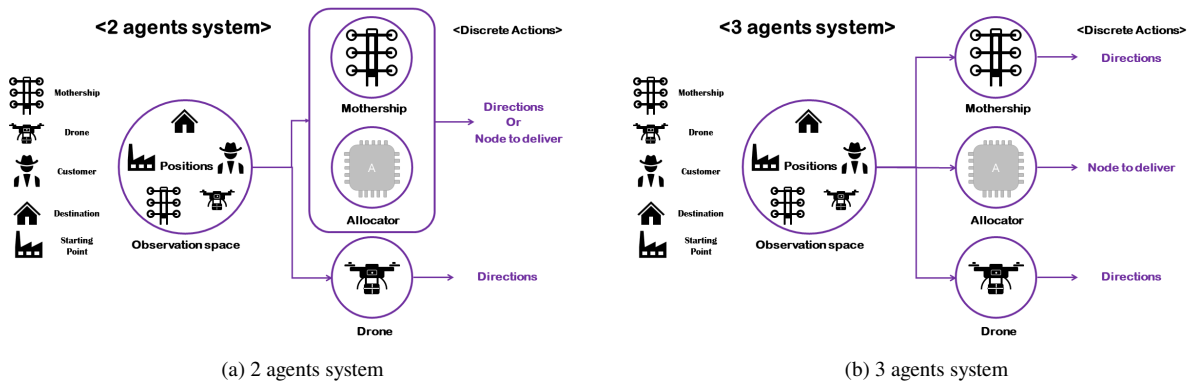 <2 agents system>
<Discrete Actions>
Mothership
Drone
Customer
Destination
Starting
Point
Positions
Observation space
Mothership
A
Allocator
Drone
Directions
Or
Node to deliver
Directions
(a) 2 agents system
<3 agents system>
<Discrete Actions>
Mothership
Drone
Customer
Destination
Starting
Point
Positions
Observation space
Mothership
A
Allocator
Drone
Directions
Node to deliver
Directions
(b) 3 agents system